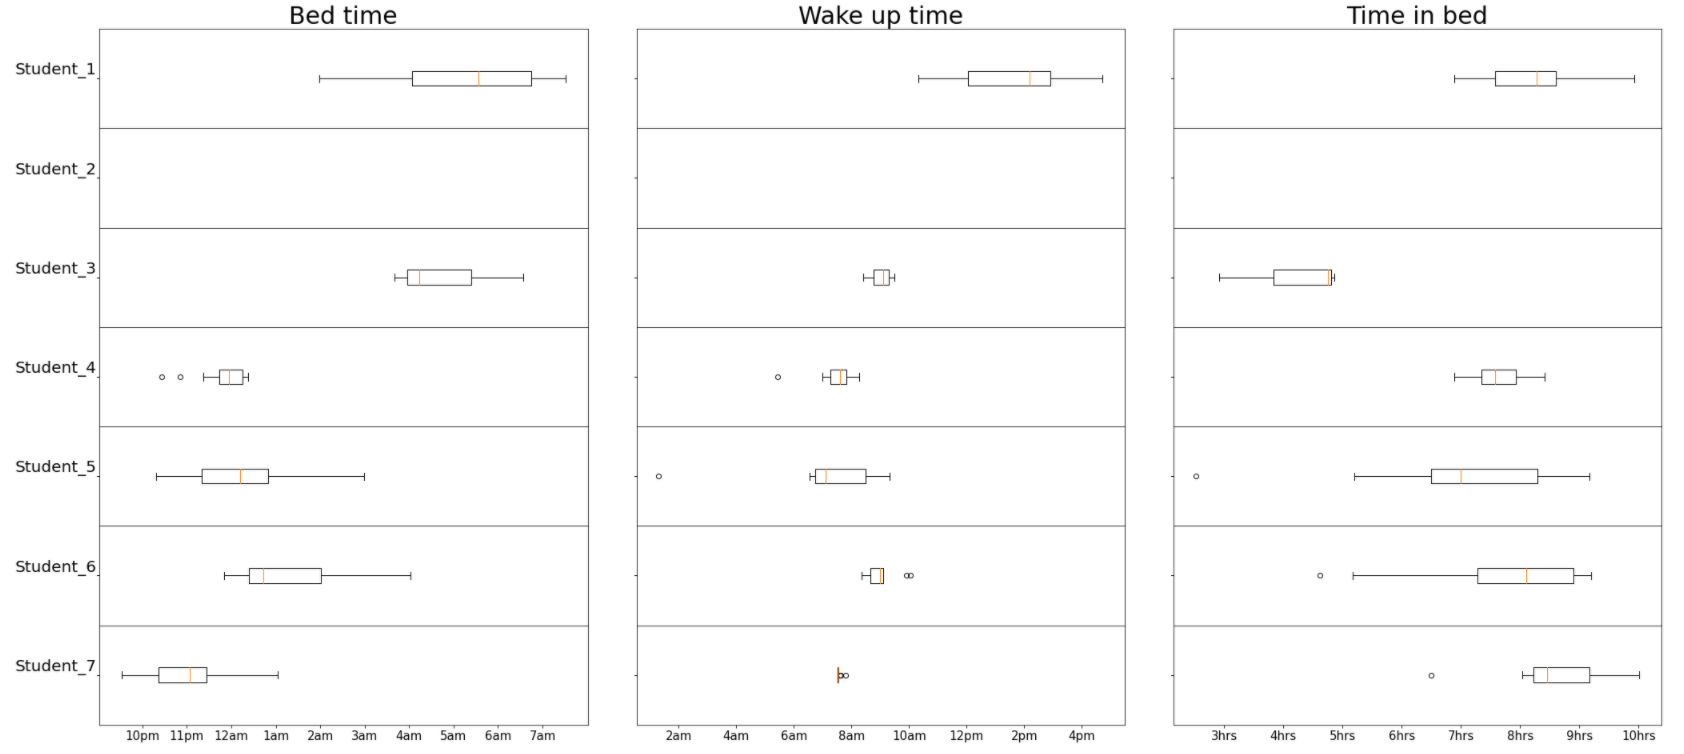 Bed time
Wake up time
Time in bed
Student_1
Student_2
Student_3
Student_4
Student_5
Student_6
Student_7
10pm 11pm 12am 1am 2am 3am 4am 5am 6am 7am
2am 4am 6am 8am 10am 12pm 2pm 4pm
3hrs 4hrs 5hrs 6hrs 7hrs 8hrs 9hrs 10hrs